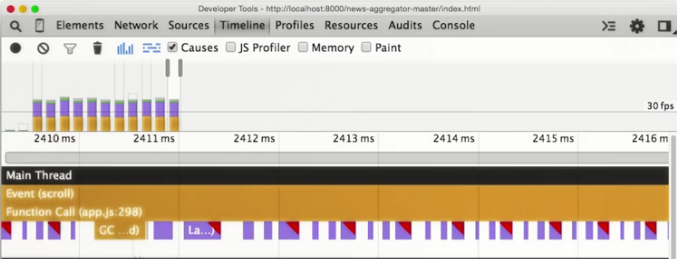 Developer Tools - http://localhost:8000/news-aggregator-master/index.html
Elements Network Sources Timeline Profiles Resources Audits Console
Causes JS Profiler Memory Paint
30 fps
2410 ms 2411 ms 2412 ms 2413 ms 2414 ms 2415 ms 2416 m
Main Thread
Event (scroll)
Function Call (app.js:298)
GC ...d) La...)